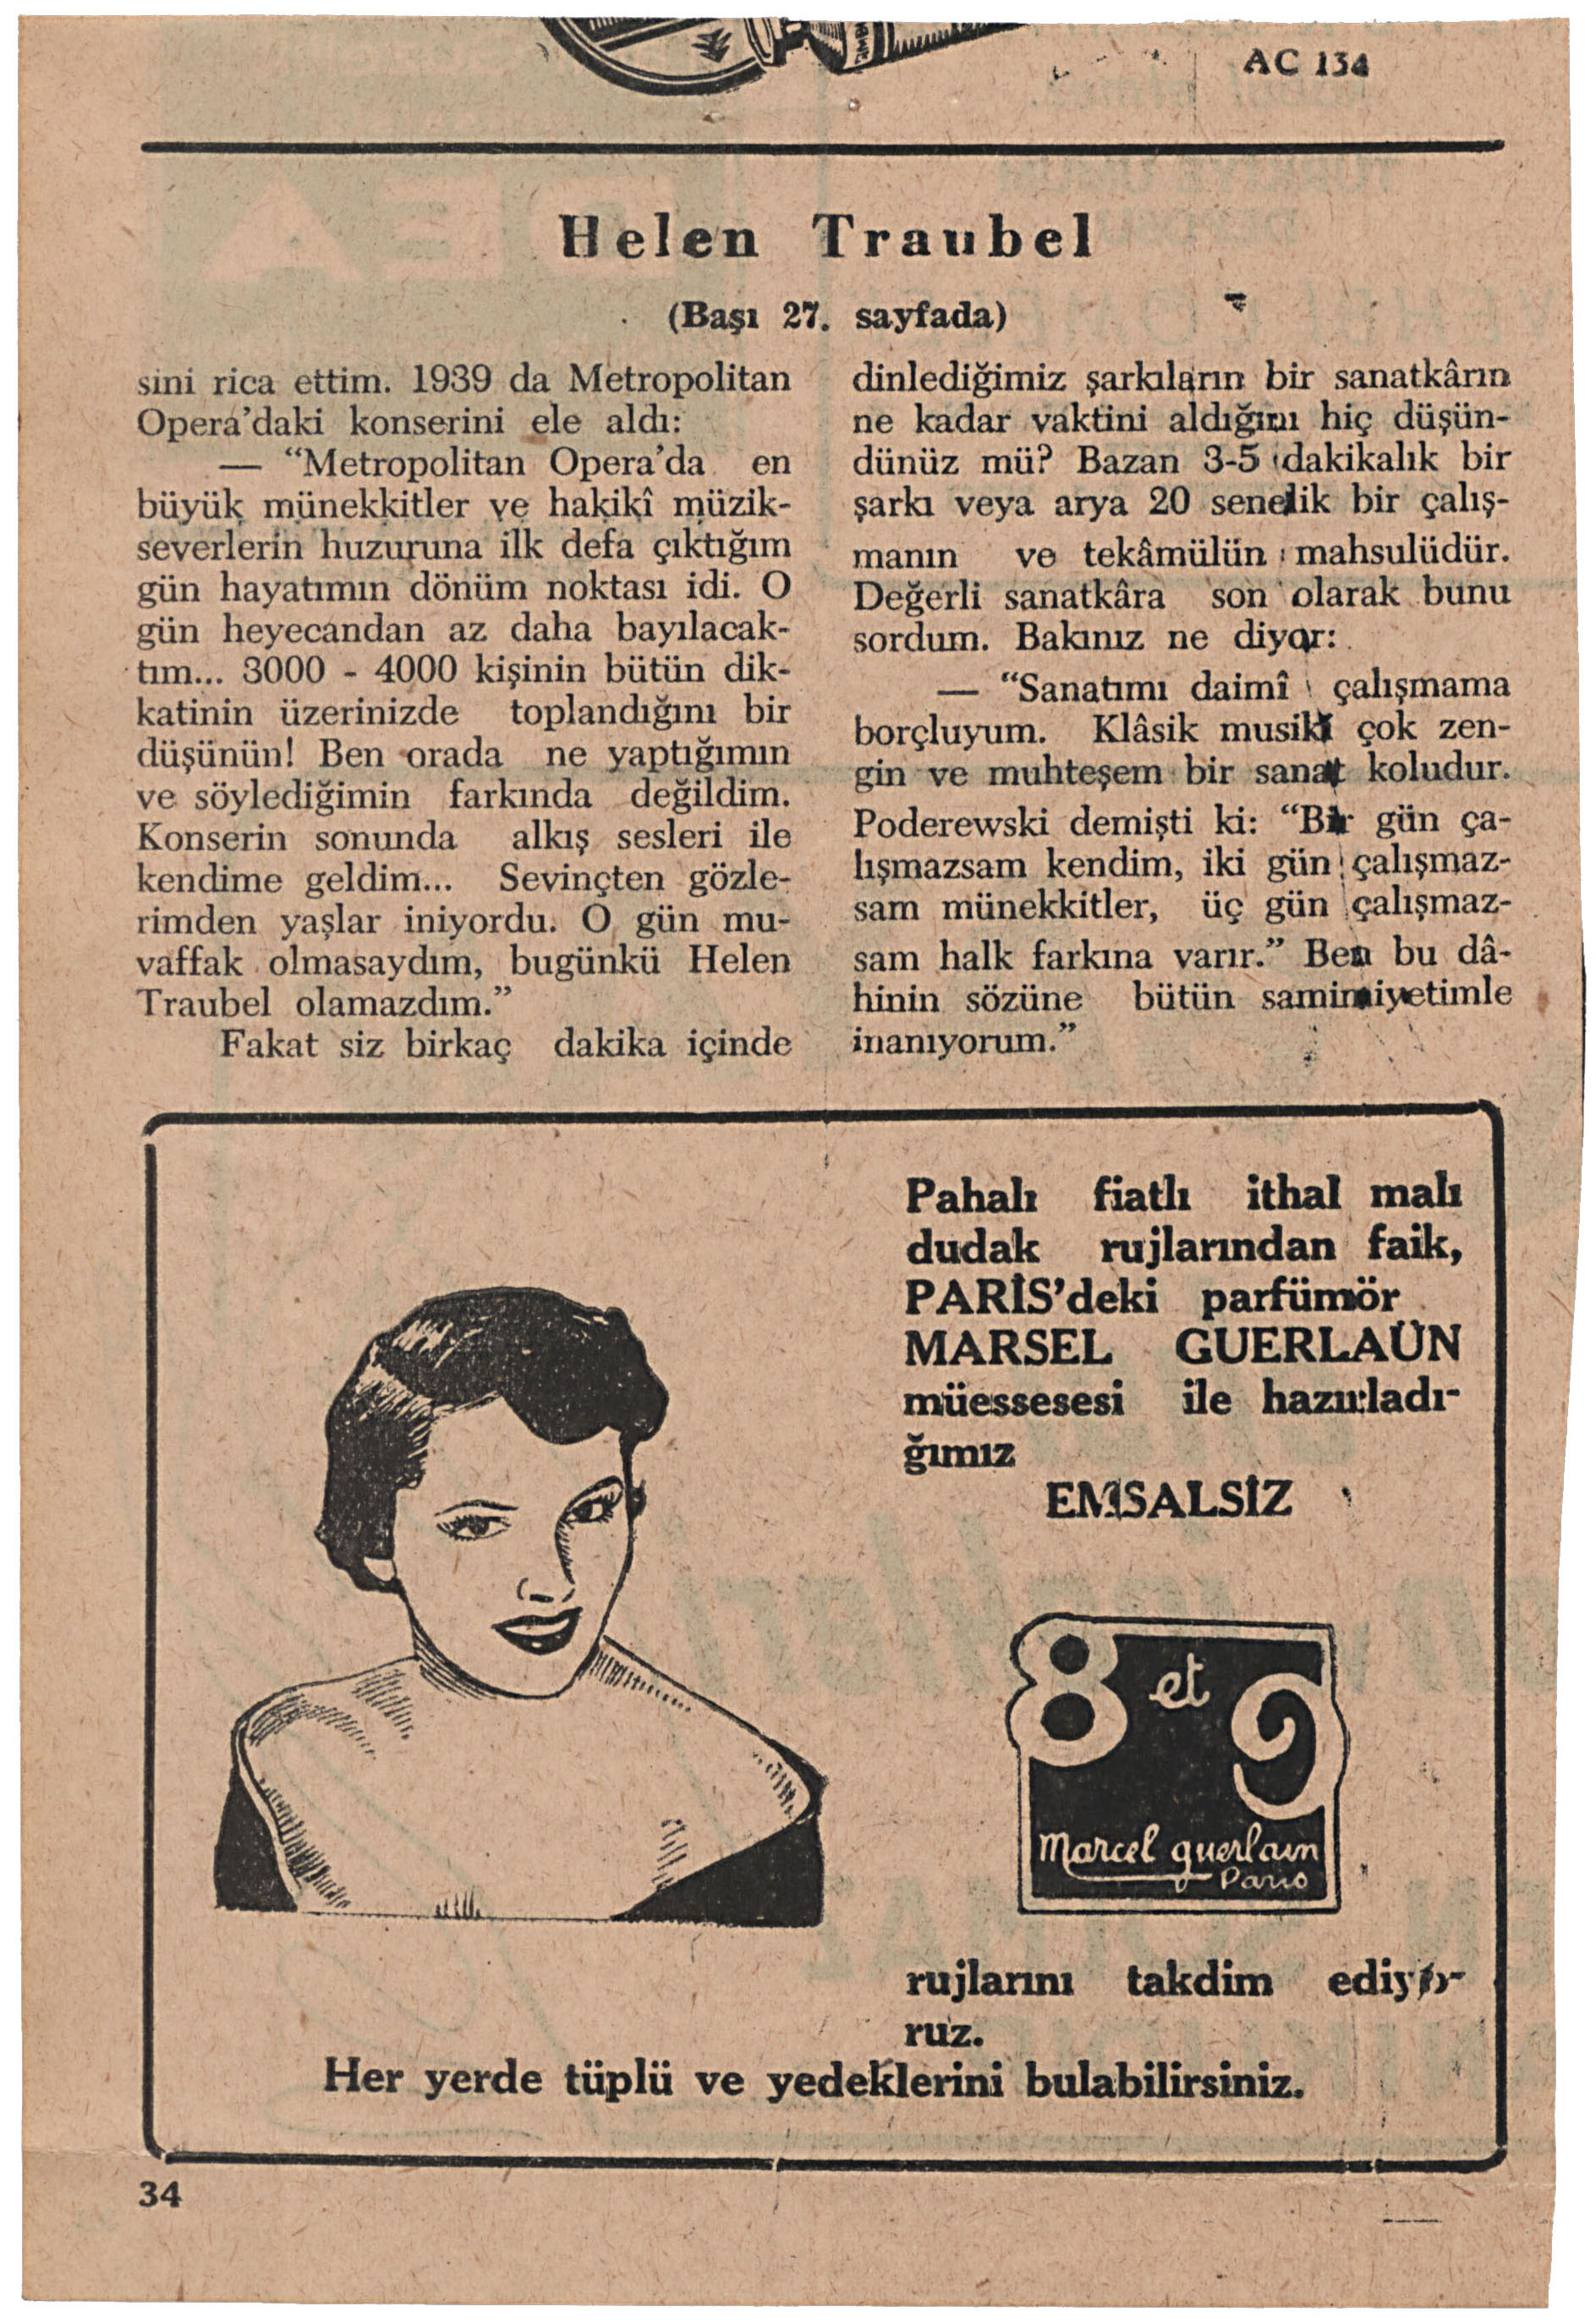 AC 134
Helen Traubel
(Başı 27. sayfada)
sini rica ettim. 1939 da Metropolitan
Opera'daki konserini ele aldı:
— "Metropolitan Opera'da en
büyük münekkitler ve hakikî müzik-
severlerin huzuruna ilk defa çıktığım
gün hayatımın dönüm noktası idi. O
gün heyecandan az daha bayılacak-
tım... 3000 - 4000 kişinin bütün dik-
katinin üzerinizde toplandığını bir
düşünün! Ben orada ne yaptığımın
ve söylediğimin farkında değildim.
Konserin sonunda alkış sesleri ile
kendime geldim... Sevinçten gözle-
rimden yaşlar iniyordu. O gün mu-
vaffak olmasaydım, bugünkü Helen
Traubel olamazdım."
Fakat siz birkaç dakika içinde
dinlediğimiz şarkıların bir sanatkârın
ne kadar vaktini aldığını hiç düşün-
dünüz mü? Bazan 3-5 dakikalık bir
şarkı veya arya 20 senelik bir çalış-
manın ve tekâmülün mahsulüdür.
Değerli sanatkâra son olarak bunu
sordum. Bakınız ne diyor:
— "Sanatımı daimî çalışmama
borçluyum. Klâsik musiki çok zen-
gin ve muhteşem bir sanat koludur.
Poderewski demişti ki: "Bir gün ça-
lışmazsam kendim, iki gün çalışmaz-
sam münekkitler, üç gün çalışmaz-
sam halk farkına varır." Ben bu dâ-
hinin sözüne bütün samimiyetimle
inanıyorum."
Pahalı fiatlı ithal malı
dudak rujlarından faik,
PARİS'deki parfümör
MARSEL GUERLAÜN
müessesesi ile hazırladı-
ğımız
EMSALSİZ
8 et 9
Marcel guerlain
Paris
rujlarını takdim ediyo-
ruz.
Her yerde tüplü ve yedeklerini bulabilirsiniz.
34